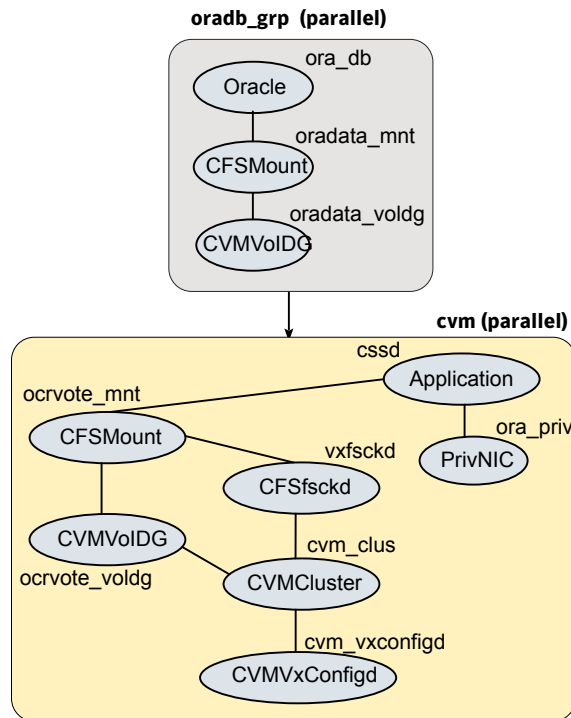 oradb_grp (parallel)
ora_db
Oracle
oradata_mnt
CFSMount
oradata_voldg
CVMVolDG
cvm (parallel)
cssd
Application
ocrvote_mnt
CFSMount
ora_priv
PrivNIC
vxfsckd
CFSfsckd
CVMVolDG
ocrvote_voldg
cvm_clus
CVMCluster
cvm_vxconfigd
CVMVxConfigd